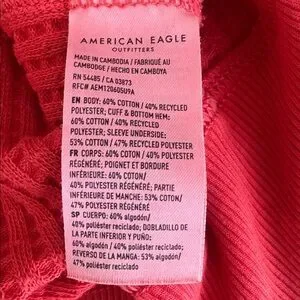 AMERICAN EAGLE
OUTFITTERS
MADE IN CAMBODIA / FABRIQUÉ AU
CAMBODGE / HECHO EN CAMBOYA
RN 54485 / CA 03873
RFC# AEM120605U9A
EN BODY: 60% COTTON / 40% RECYCLED
POLYESTER; CUFF & BOTTOM HEM:
60% COTTON / 40% RECYCLED
POLYESTER; SLEEVE UNDERSIDE:
53% COTTON / 47% RECYCLED POLYESTER
FR CORPS: 60% COTON / 40% POLYESTER
RÉGÉNÉRÉ; POIGNET ET BORDURE
INFÉRIEURE: 60% COTON/
40% POLYESTER RÉGÉNÉRÉ; PARTIE
INFÉRIEURE DE MANCHE: 53% COTON/
47% POLYESTER RÉGÉNÉRÉ
SP CUERPO: 60% algodón/
40% poliéster reciclado; DOBLADILLO DE
LA PARTE INFERIOR Y PUÑO:
60% algodón / 40% poliéster reciclado;
REVERSO DE LA MANGA: 53% algodón/
47% poliéster reciclado